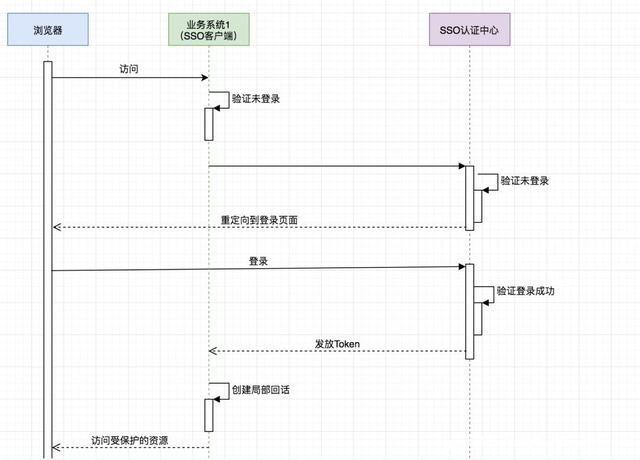 浏览器
业务系统1
（SSO客户端）
SSO认证中心
访问
验证未登录
验证未登录
重定向到登录页面
登录
验证登录成功
发放Token
创建局部回话
访问受保护的资源